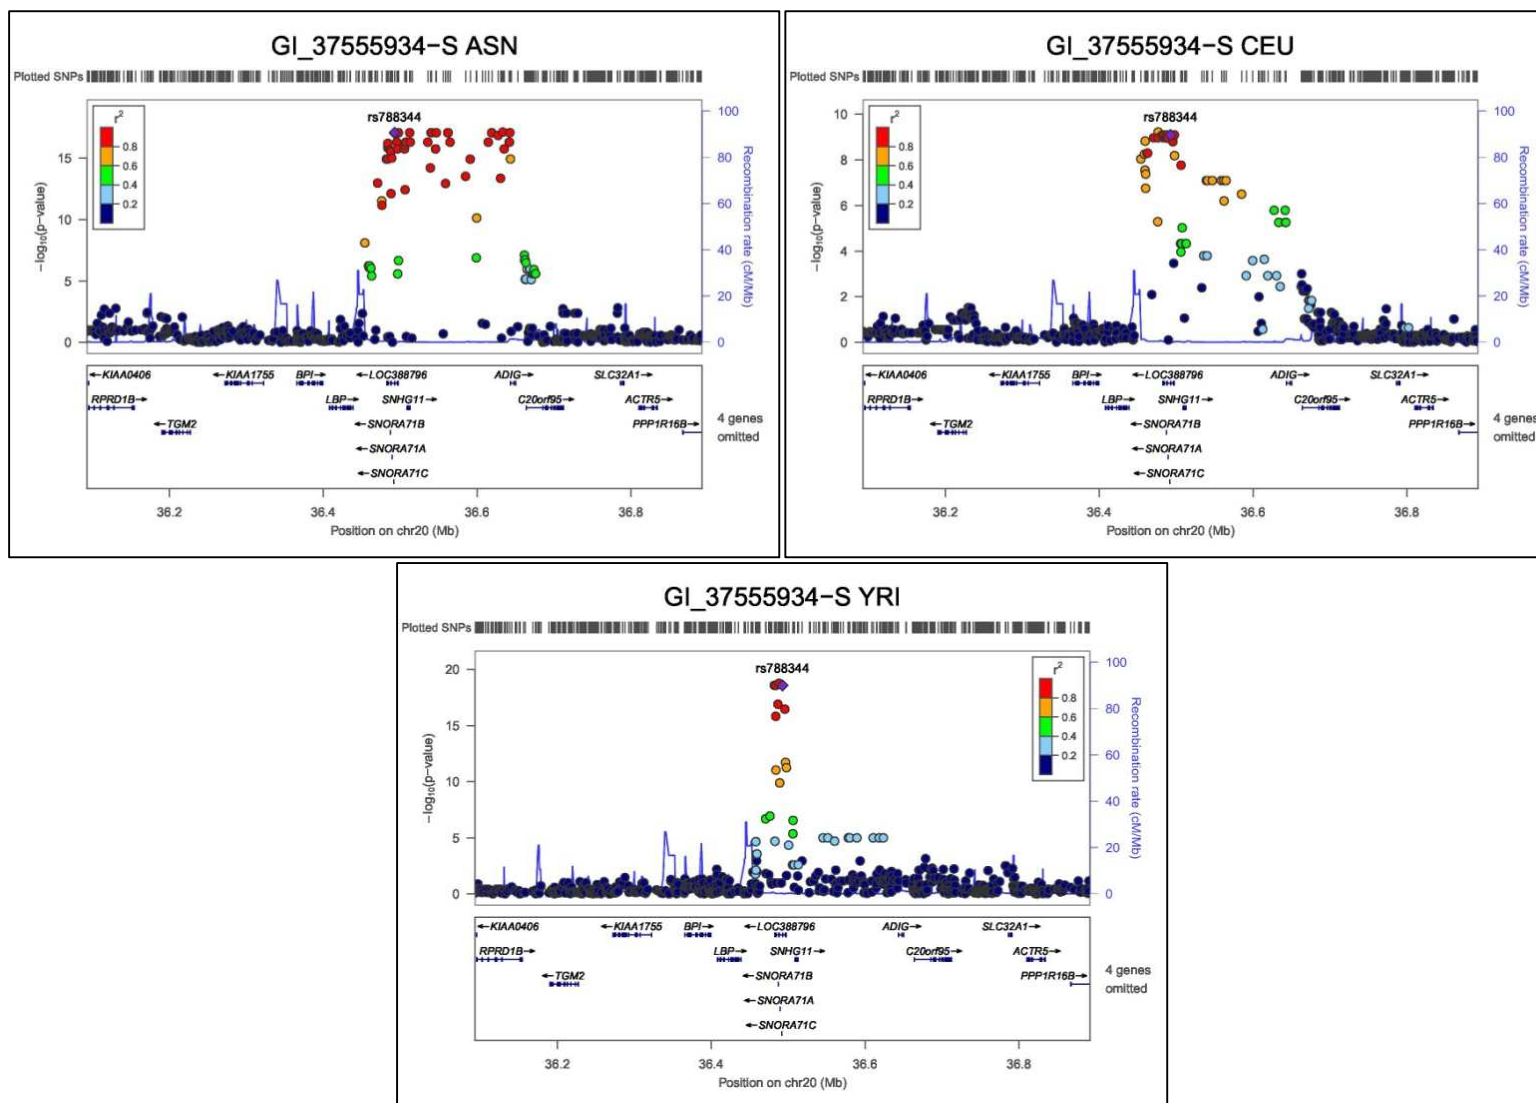 GI_37555934−S ASN
Plotted SNPs
rs788344
r²
0.8
0.6
0.4
0.2
15
10
5
0
−log₁₀(p−value)
100
80
60
40
20
0
Recombination rate (cM/Mb)
←KIAA0406 ←KIAA1755 BPI→ ←LOC388796 ADIG→ SLC32A1→
RPRD1B→ LBP→ SNHG11→ C20orf95→ ACTR5→
←TGM2 ←SNORA71B PPP1R16B→
←SNORA71A
←SNORA71C
4 genes
omitted
36.2 36.4 36.6 36.8
Position on chr20 (Mb)
GI_37555934−S CEU
Plotted SNPs
rs788344
r²
0.8
0.6
0.4
0.2
10
8
6
4
2
0
−log₁₀(p−value)
100
80
60
40
20
0
Recombination rate (cM/Mb)
←KIAA0406 ←KIAA1755 BPI→ ←LOC388796 ADIG→ SLC32A1→
RPRD1B→ LBP→ SNHG11→ C20orf95→ ACTR5→
←TGM2 ←SNORA71B PPP1R16B→
←SNORA71A
←SNORA71C
4 genes
omitted
36.2 36.4 36.6 36.8
Position on chr20 (Mb)
GI_37555934−S YRI
Plotted SNPs
rs788344
r²
0.8
0.6
0.4
0.2
20
15
10
5
0
−log₁₀(p−value)
100
80
60
40
20
0
Recombination rate (cM/Mb)
←KIAA0406 ←KIAA1755 BPI→ ←LOC388796 ADIG→ SLC32A1→
RPRD1B→ LBP→ SNHG11→ C20orf95→ ACTR5→
←TGM2 ←SNORA71B PPP1R16B→
←SNORA71A
←SNORA71C
4 genes
omitted
36.2 36.4 36.6 36.8
Position on chr20 (Mb)